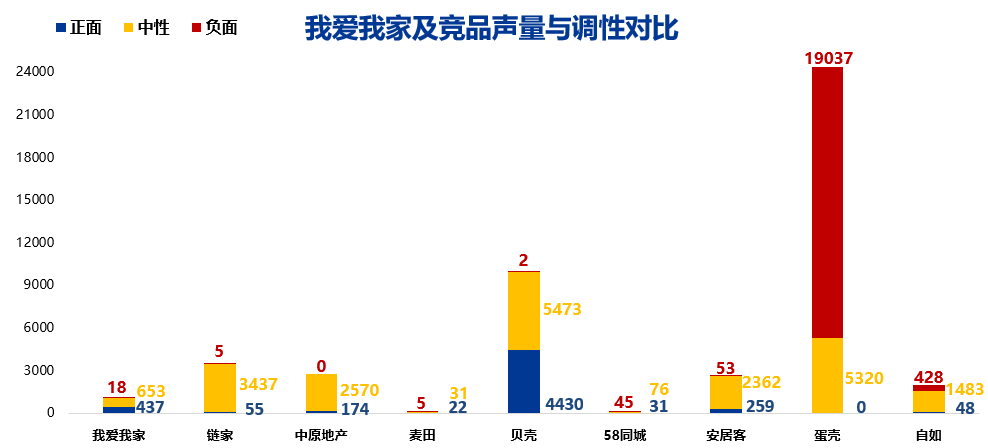 正面 中性 负面
我爱我家及竞品声量与调性对比
24000
21000
18000
15000
12000
9000
6000
3000
0
18 653 437
5 3437 55
0 2570 174
5 31 22
2 5473 4430
45 76 31
53 2362 259
19037 5320 0
428 1483 48
我爱我家 链家 中原地产 麦田 贝壳 58同城 安居客 蛋壳 自如